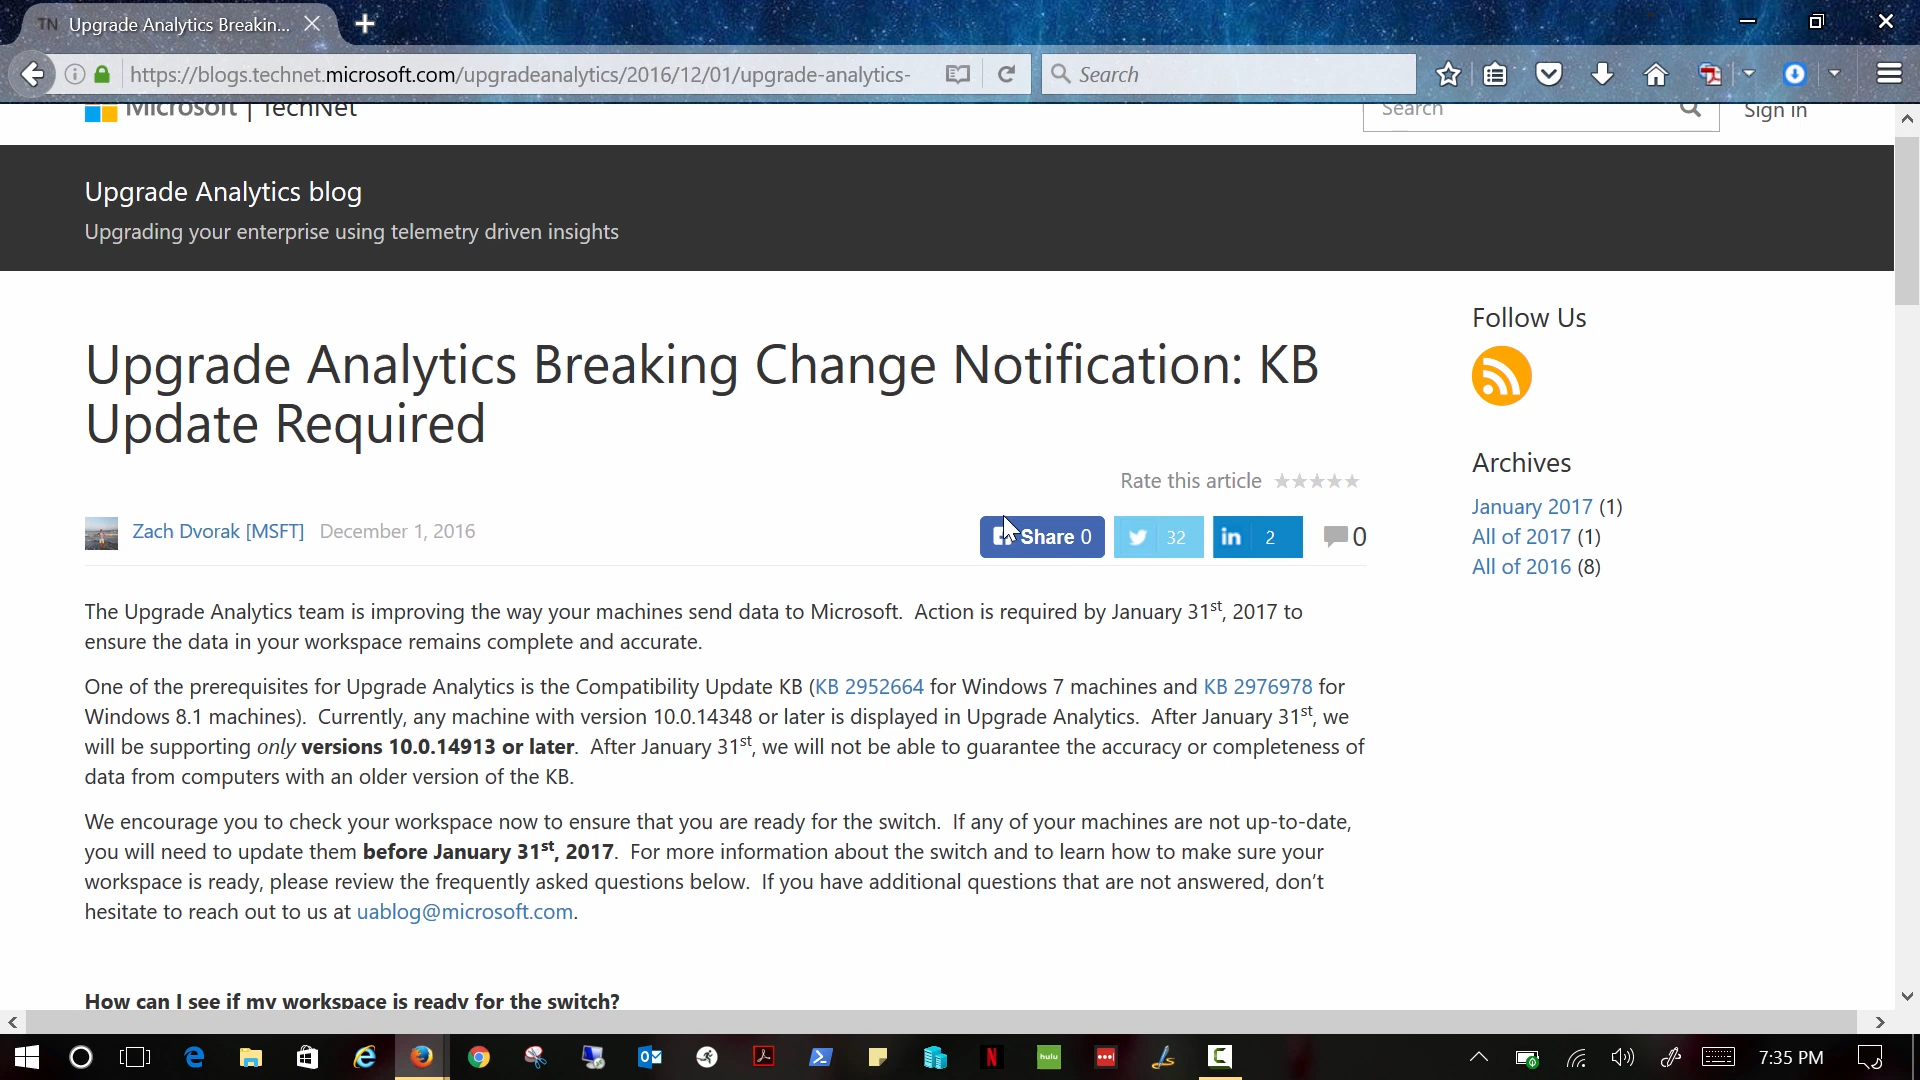 TN Upgrade Analytics Breakin...
https://blogs.technet.microsoft.com/upgradeanalytics/2016/12/01/upgrade-analytics-
Search
Microsoft | TechNet
Search
Sign in
Upgrade Analytics blog
Upgrading your enterprise using telemetry driven insights
Upgrade Analytics Breaking Change Notification: KB
Update Required
Rate this article
Zach Dvorak [MSFT] December 1, 2016
Share 0
32
in 2
0
The Upgrade Analytics team is improving the way your machines send data to Microsoft. Action is required by January 31st, 2017 to
ensure the data in your workspace remains complete and accurate.
One of the prerequisites for Upgrade Analytics is the Compatibility Update KB (KB 2952664 for Windows 7 machines and KB 2976978 for
Windows 8.1 machines). Currently, any machine with version 10.0.14348 or later is displayed in Upgrade Analytics. After January 31st, we
will be supporting only versions 10.0.14913 or later. After January 31st, we will not be able to guarantee the accuracy or completeness of
data from computers with an older version of the KB.
We encourage you to check your workspace now to ensure that you are ready for the switch. If any of your machines are not up-to-date,
you will need to update them before January 31st, 2017. For more information about the switch and to learn how to make sure your
workspace is ready, please review the frequently asked questions below. If you have additional questions that are not answered, don't
hesitate to reach out to us at uablog@microsoft.com.
How can I see if my workspace is ready for the switch?
Follow Us
Archives
January 2017 (1)
All of 2017 (1)
All of 2016 (8)
hulu
7:35 PM